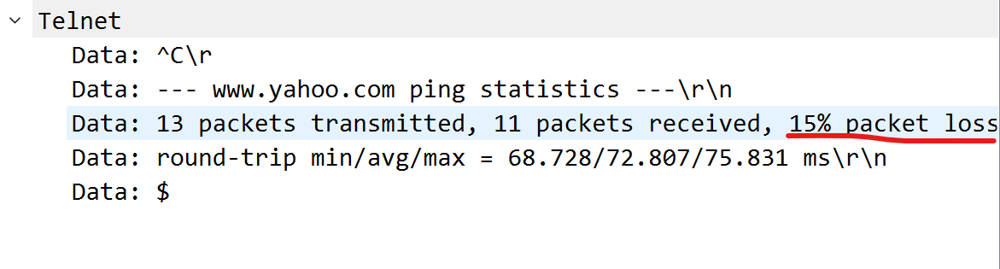 Telnet
Data: ^C\r
Data: --- www.yahoo.com ping statistics ---\r\n
Data: 13 packets transmitted, 11 packets received, 15% packet loss
Data: round-trip min/avg/max = 68.728/72.807/75.831 ms\r\n
Data: $